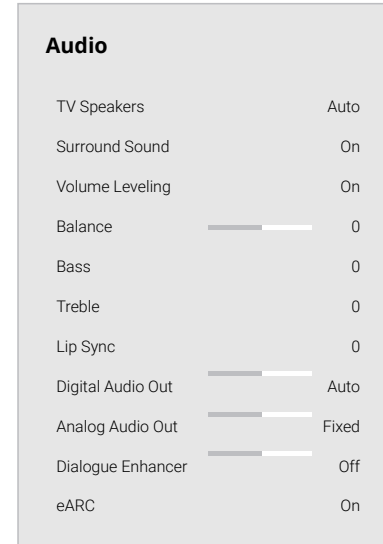 Audio
TV Speakers Auto
Surround Sound On
Volume Leveling On
Balance 0
Bass 0
Treble 0
Lip Sync 0
Digital Audio Out Auto
Analog Audio Out Fixed
Dialogue Enhancer Off
eARC On